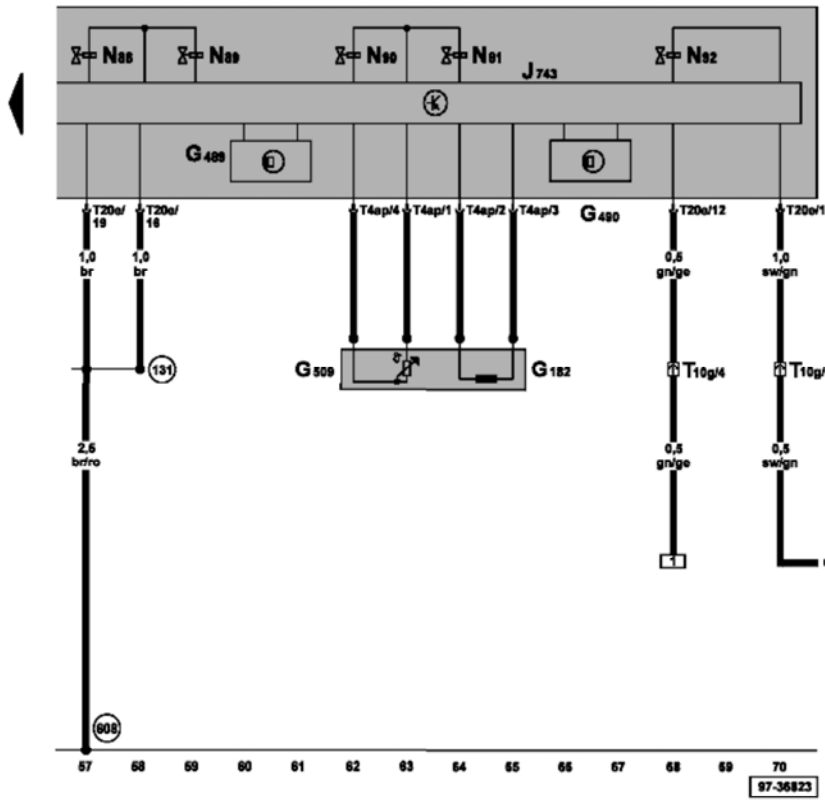 N88 N89 N90 N91 N92
J743
G489
G490
T20e/
19
T20e/
16
T4ap/4 T4ap/1 T4ap/2 T4ap/3
T20e/12 T20e/1
1,0
br
1,0
br
0,5
gn/ge
1,0
sw/gn
131
G509
G182
T10g/4 T10g/
2,5
br/ro
0,5
gn/ge
0,5
sw/gn
1
608
57 58 59 60 61 62 63 64 65 66 67 68 69 70
97-36823